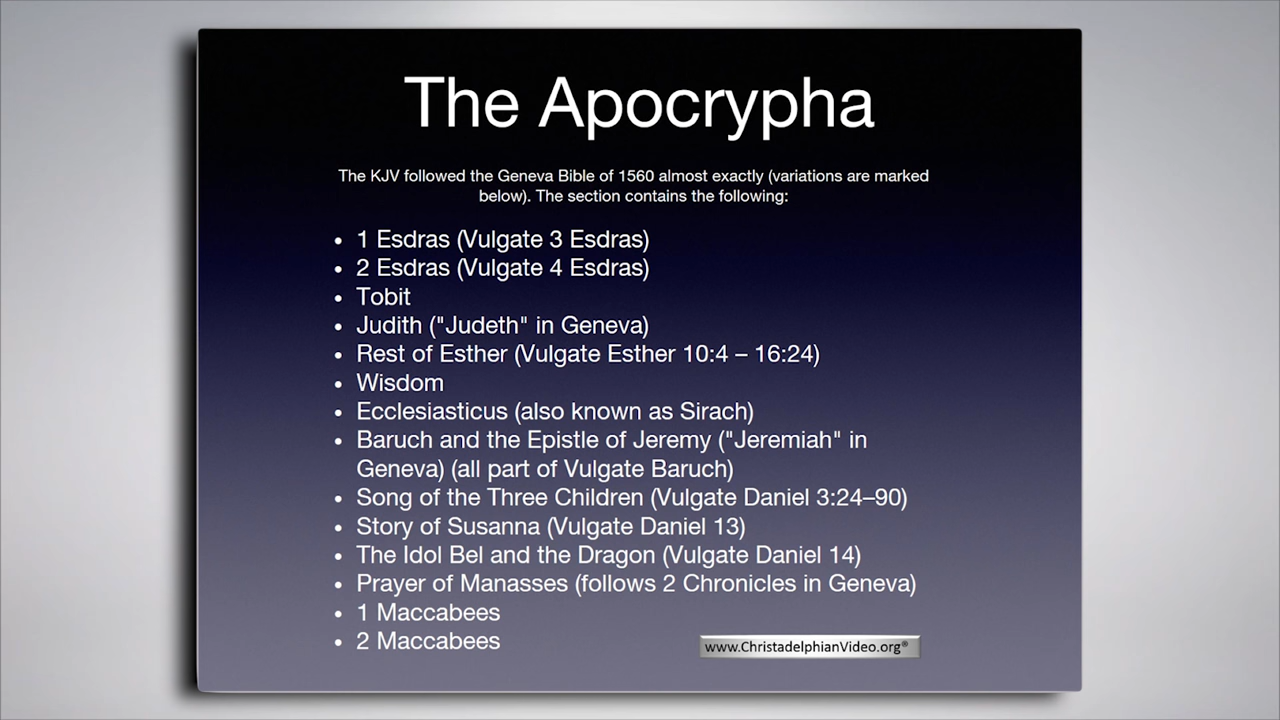 The Apocrypha
The KJV followed the Geneva Bible of 1560 almost exactly (variations are marked
below). The section contains the following:
• 1 Esdras (Vulgate 3 Esdras)
• 2 Esdras (Vulgate 4 Esdras)
• Tobit
• Judith ("Judeth" in Geneva)
• Rest of Esther (Vulgate Esther 10:4 – 16:24)
• Wisdom
• Ecclesiasticus (also known as Sirach)
• Baruch and the Epistle of Jeremy ("Jeremiah" in
Geneva) (all part of Vulgate Baruch)
• Song of the Three Children (Vulgate Daniel 3:24–90)
• Story of Susanna (Vulgate Daniel 13)
• The Idol Bel and the Dragon (Vulgate Daniel 14)
• Prayer of Manasses (follows 2 Chronicles in Geneva)
• 1 Maccabees
• 2 Maccabees
www.ChristadelphianVideo.org®